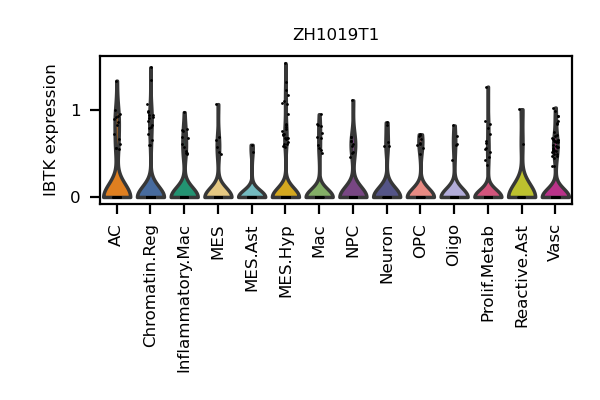 ZH1019T1
IBTK expression
1
0
AC
Chromatin.Reg
Inflammatory.Mac
MES
MES.Ast
MES.Hyp
Mac
NPC
Neuron
OPC
Oligo
Prolif.Metab
Reactive.Ast
Vasc